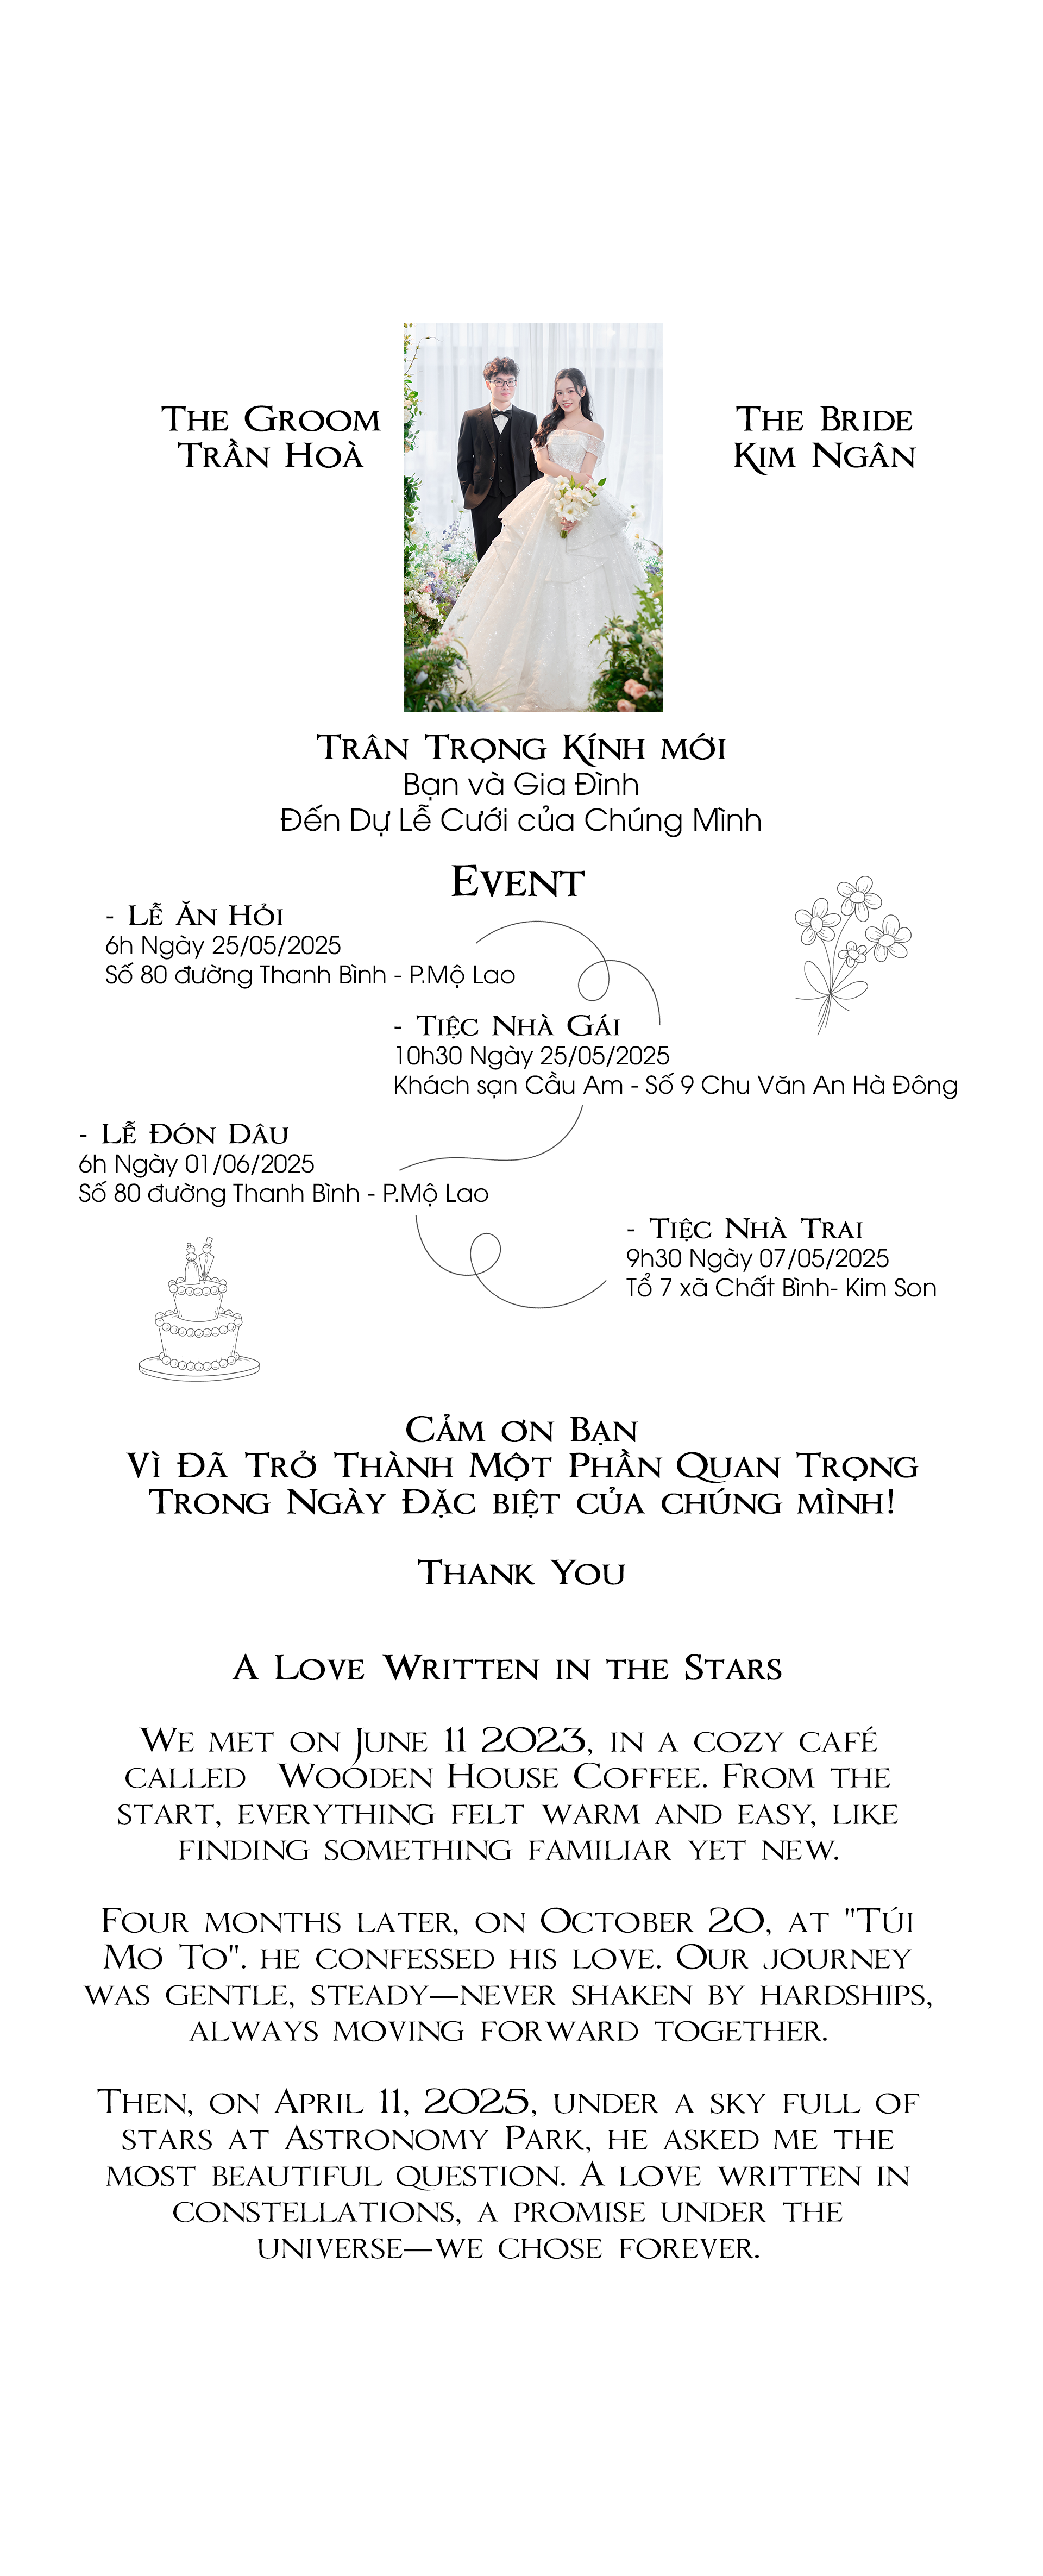 The Groom
Trần Hoà
The Bride
Kim Ngân
Trân Trọng Kính mới
Bạn và Gia Đình
Đến Dự Lễ Cưới của Chúng Mình
Event
- Lễ Ăn Hỏi
6h Ngày 25/05/2025
Số 80 đường Thanh Bình - P.Mộ Lao
- Tiệc Nhà Gái
10h30 Ngày 25/05/2025
Khách sạn Cầu Am - Số 9 Chu Văn An Hà Đông
- Lễ Đón Dâu
6h Ngày 01/06/2025
Số 80 đường Thanh Bình - P.Mộ Lao
- Tiệc Nhà Trai
9h30 Ngày 07/05/2025
Tổ 7 xã Chất Bình- Kim Son
Cảm ơn Bạn
Vì Đã Trở Thành Một Phần Quan Trọng
Trong Ngày Đặc biệt của chúng mình!
Thank You
A Love Written in the Stars
We met on June 11 2023, in a cozy café
called Wooden House Coffee. From the
start, everything felt warm and easy, like
finding something familiar yet new.
Four months later, on October 20, at "Túi
Mơ To". he confessed his love. Our journey
was gentle, steady—never shaken by hardships,
always moving forward together.
Then, on April 11, 2025, under a sky full of
stars at Astronomy Park, he asked me the
most beautiful question. A love written in
constellations, a promise under the
universe—we chose forever.